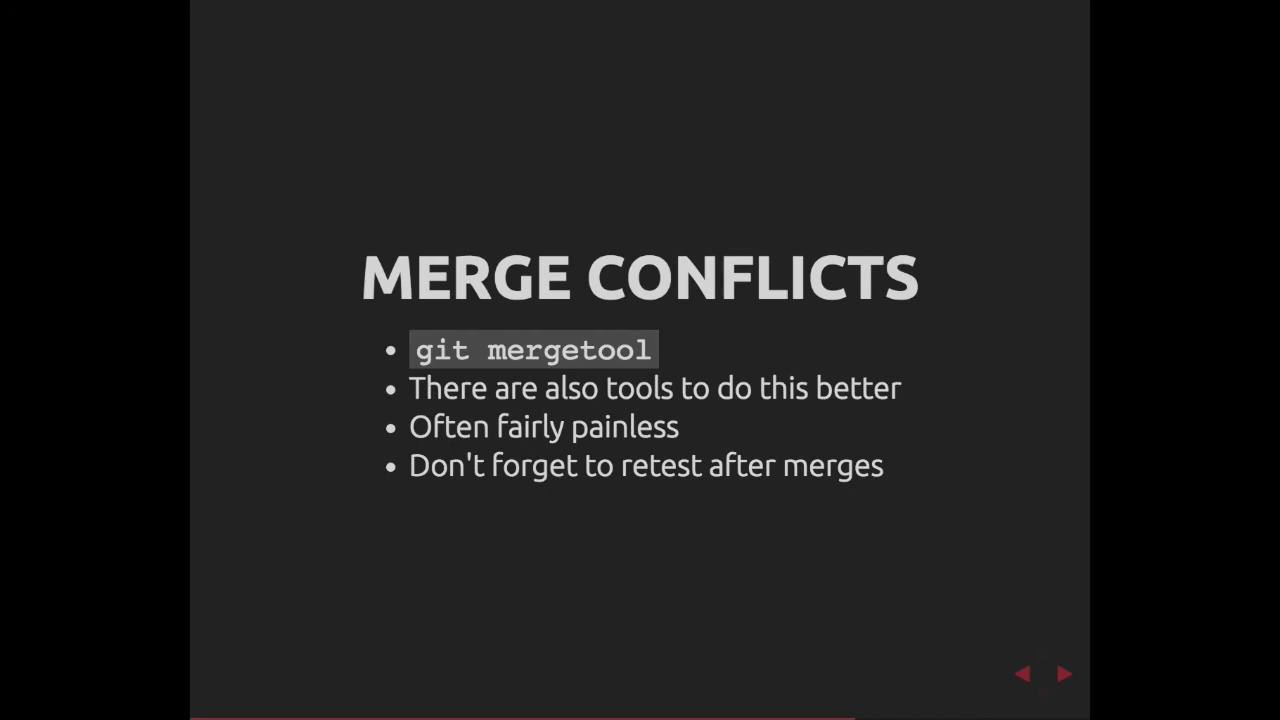 MERGE CONFLICTS
git mergetool
There are also tools to do this better
Often fairly painless
Don't forget to retest after merges